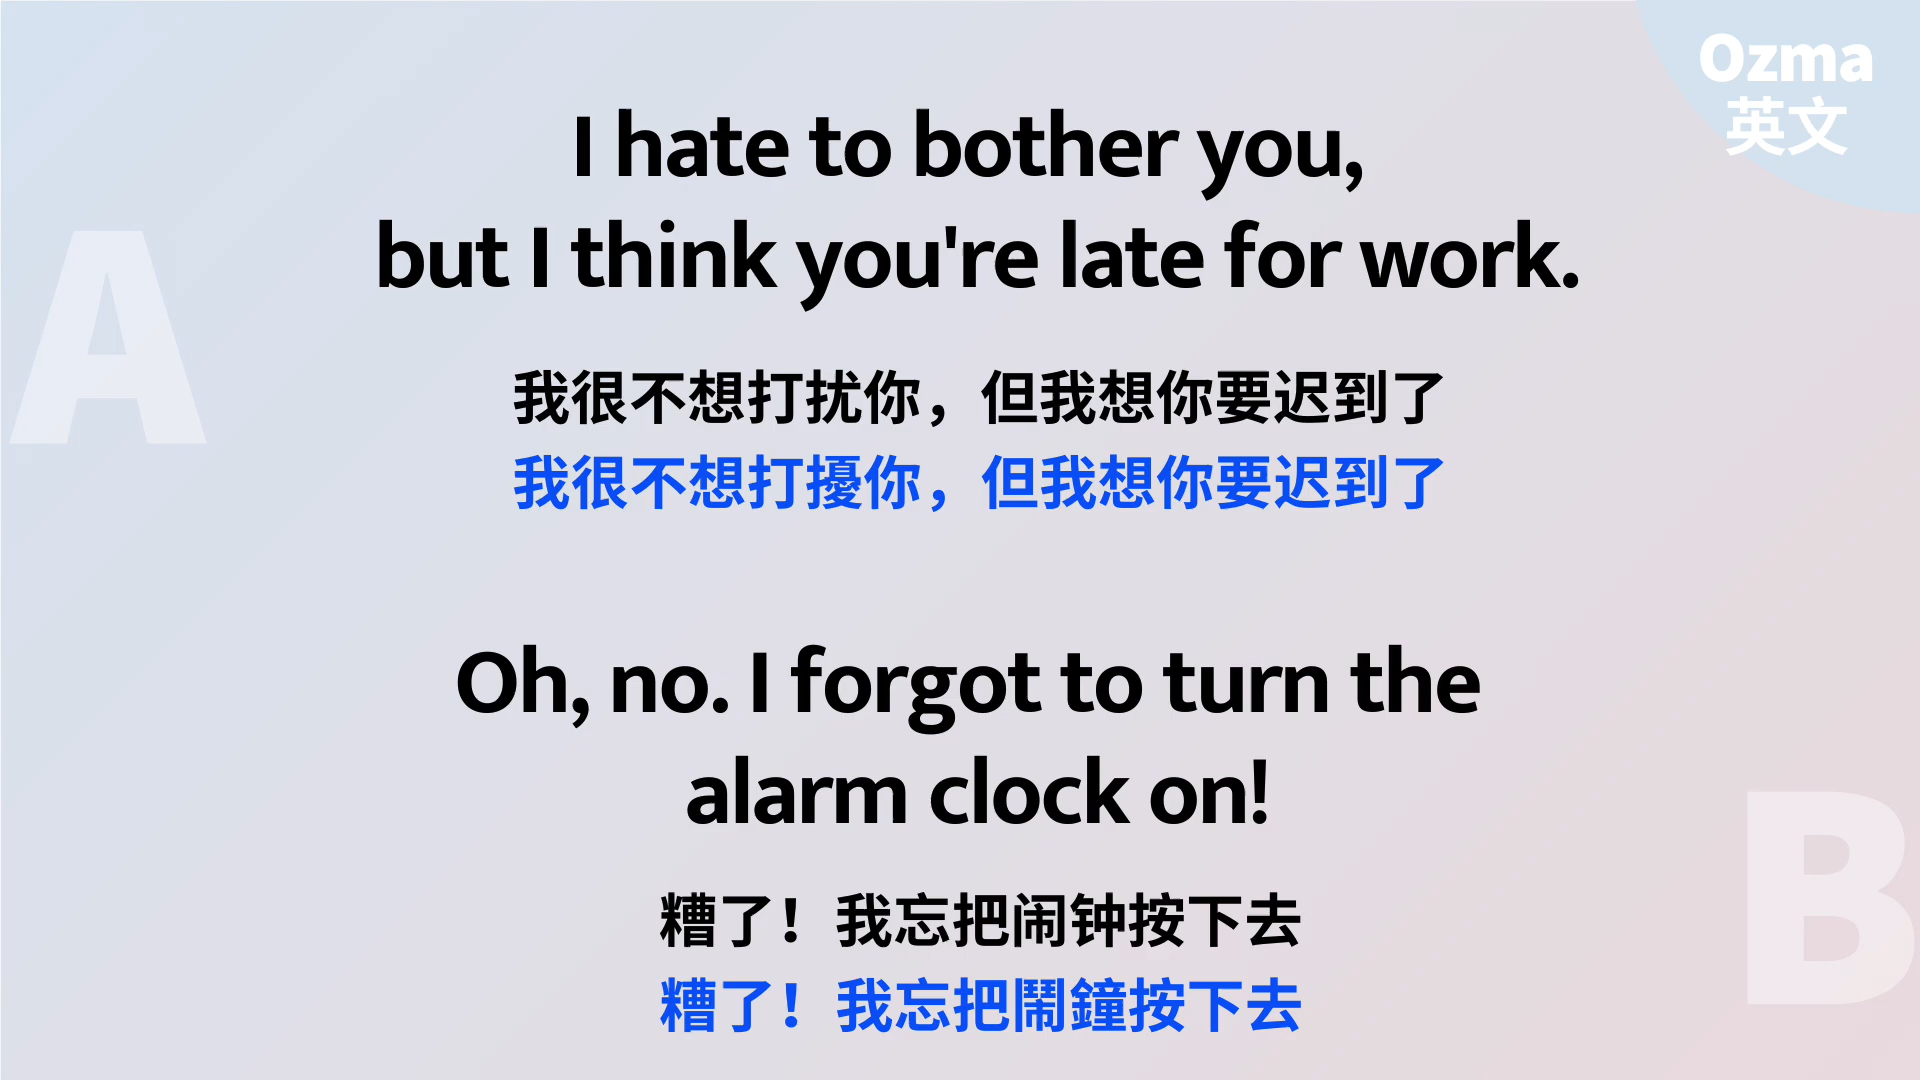 Ozma
英文
A
I hate to bother you,
but I think you're late for work.
我很不想打扰你，但我想你要迟到了
我很不想打擾你，但我想你要迟到了
Oh, no. I forgot to turn the
alarm clock on!
B
糟了！我忘把闹钟按下去
糟了！我忘把鬧鐘按下去